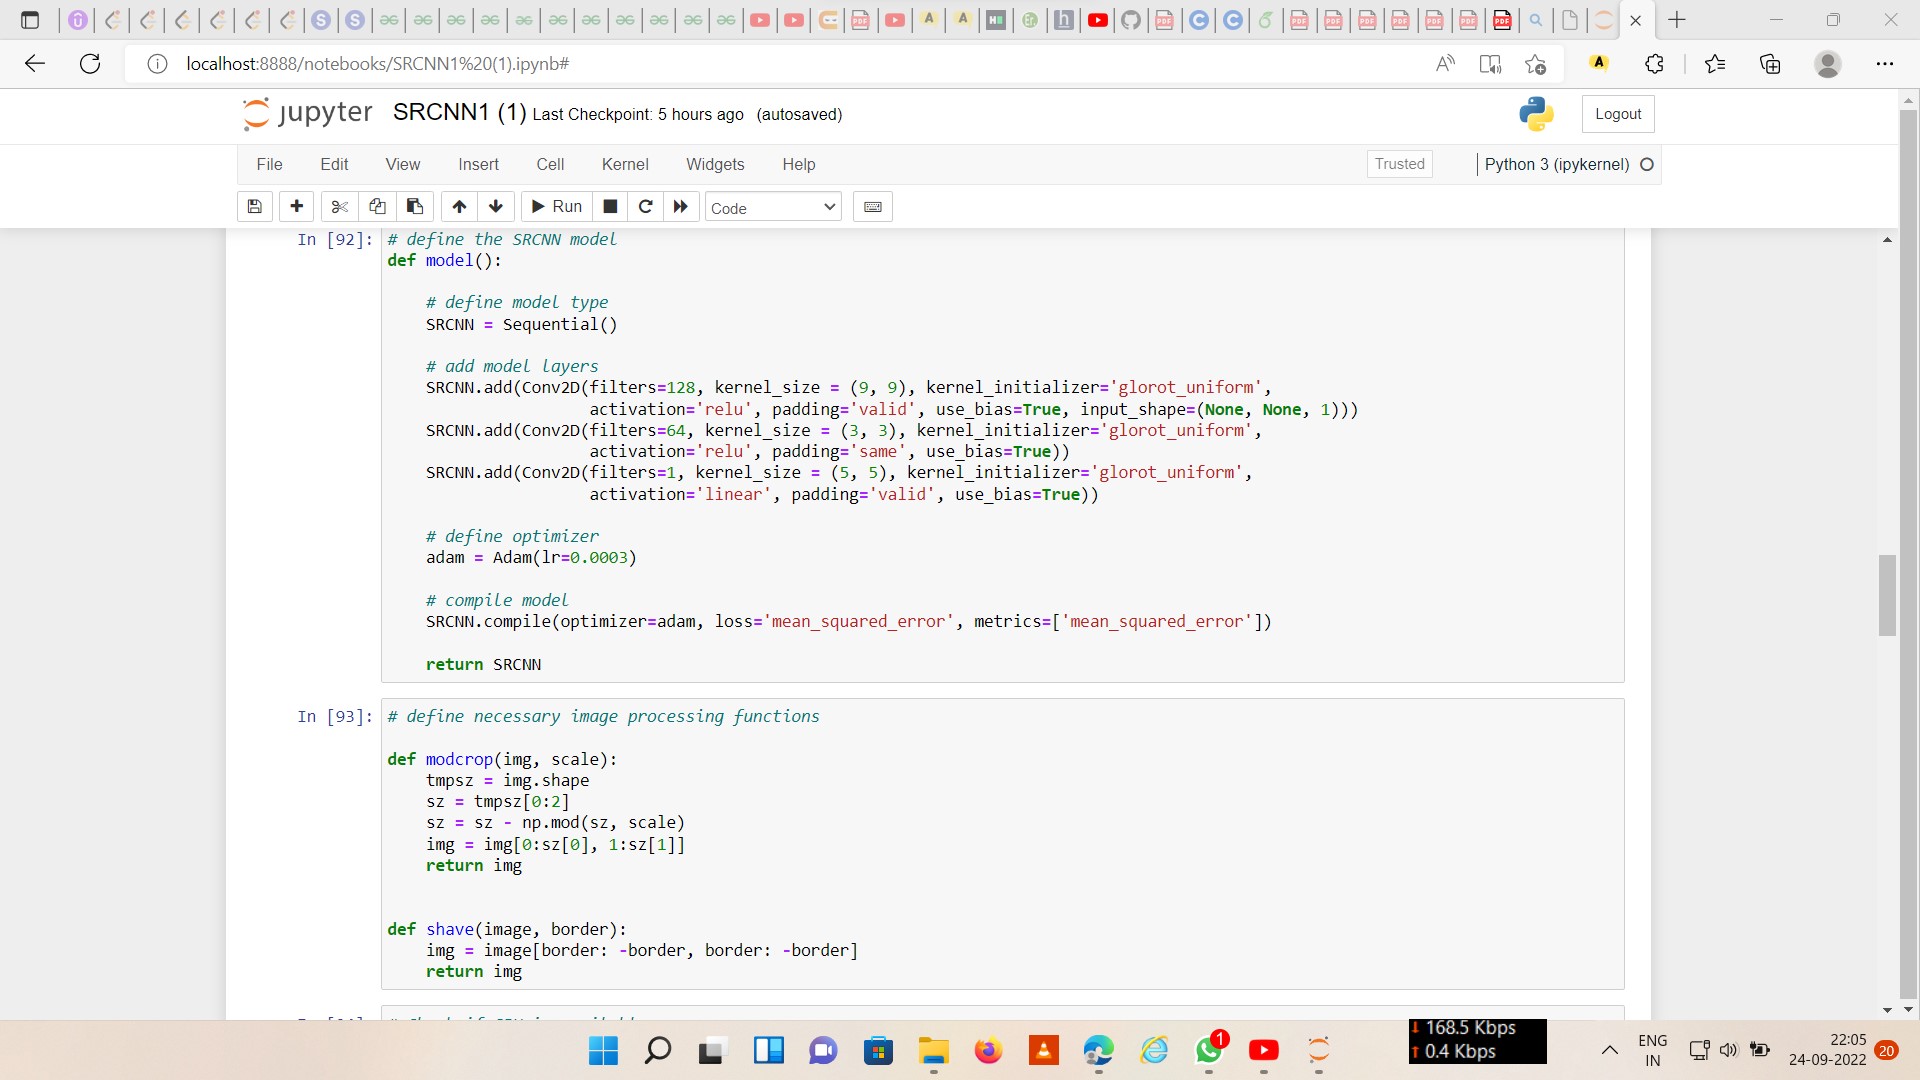 localhost:8888/notebooks/SRCNN1%20(1).ipynb#
jupyter SRCNN1 (1) Last Checkpoint: 5 hours ago (autosaved)
Logout
File Edit View Insert Cell Kernel Widgets Help
Trusted
Python 3 (ipykernel)
Run
Code
In [92]:
# define the SRCNN model
def model():
    # define model type
    SRCNN = Sequential()
    # add model layers
    SRCNN.add(Conv2D(filters=128, kernel_size = (9, 9), kernel_initializer='glorot_uniform',
                     activation='relu', padding='valid', use_bias=True, input_shape=(None, None, 1)))
    SRCNN.add(Conv2D(filters=64, kernel_size = (3, 3), kernel_initializer='glorot_uniform',
                     activation='relu', padding='same', use_bias=True))
    SRCNN.add(Conv2D(filters=1, kernel_size = (5, 5), kernel_initializer='glorot_uniform',
                     activation='linear', padding='valid', use_bias=True))
    # define optimizer
    adam = Adam(lr=0.0003)
    # compile model
    SRCNN.compile(optimizer=adam, loss='mean_squared_error', metrics=['mean_squared_error'])
    return SRCNN
In [93]:
# define necessary image processing functions
def modcrop(img, scale):
    tmpsz = img.shape
    sz = tmpsz[0:2]
    sz = sz - np.mod(sz, scale)
    img = img[0:sz[0], 1:sz[1]]
    return img
def shave(image, border):
    img = image[border: -border, border: -border]
    return img
↓ 168.5 Kbps
↑ 0.4 Kbps
1
ENG
IN
22:05
24-09-2022
20